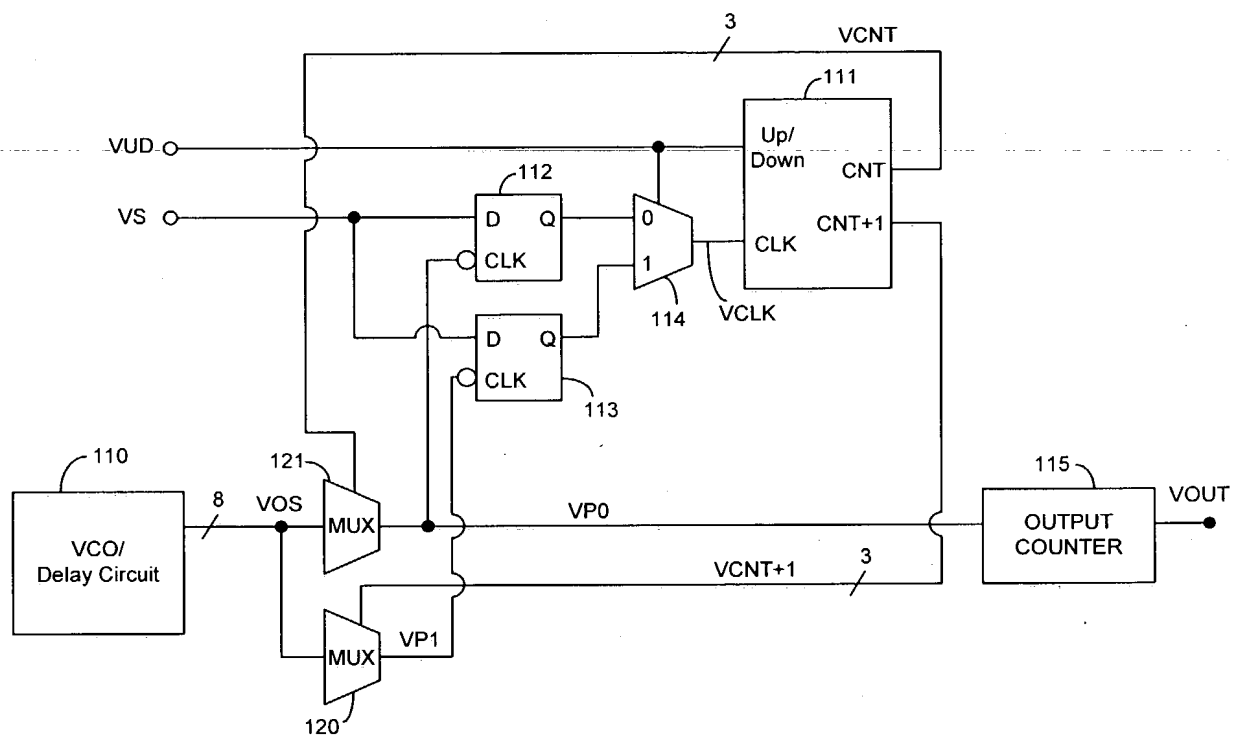 3
VCNT
111
VUD
Up/
Down
CNT
112
VS
D
Q
0
CNT+1
CLK
CLK
1
VCLK
114
D
Q
CLK
113
110
121
8
VOS
MUX
VP0
115
VOUT
VCO/
Delay Circuit
OUTPUT
COUNTER
VCNT+1
3
MUX
VP1
120